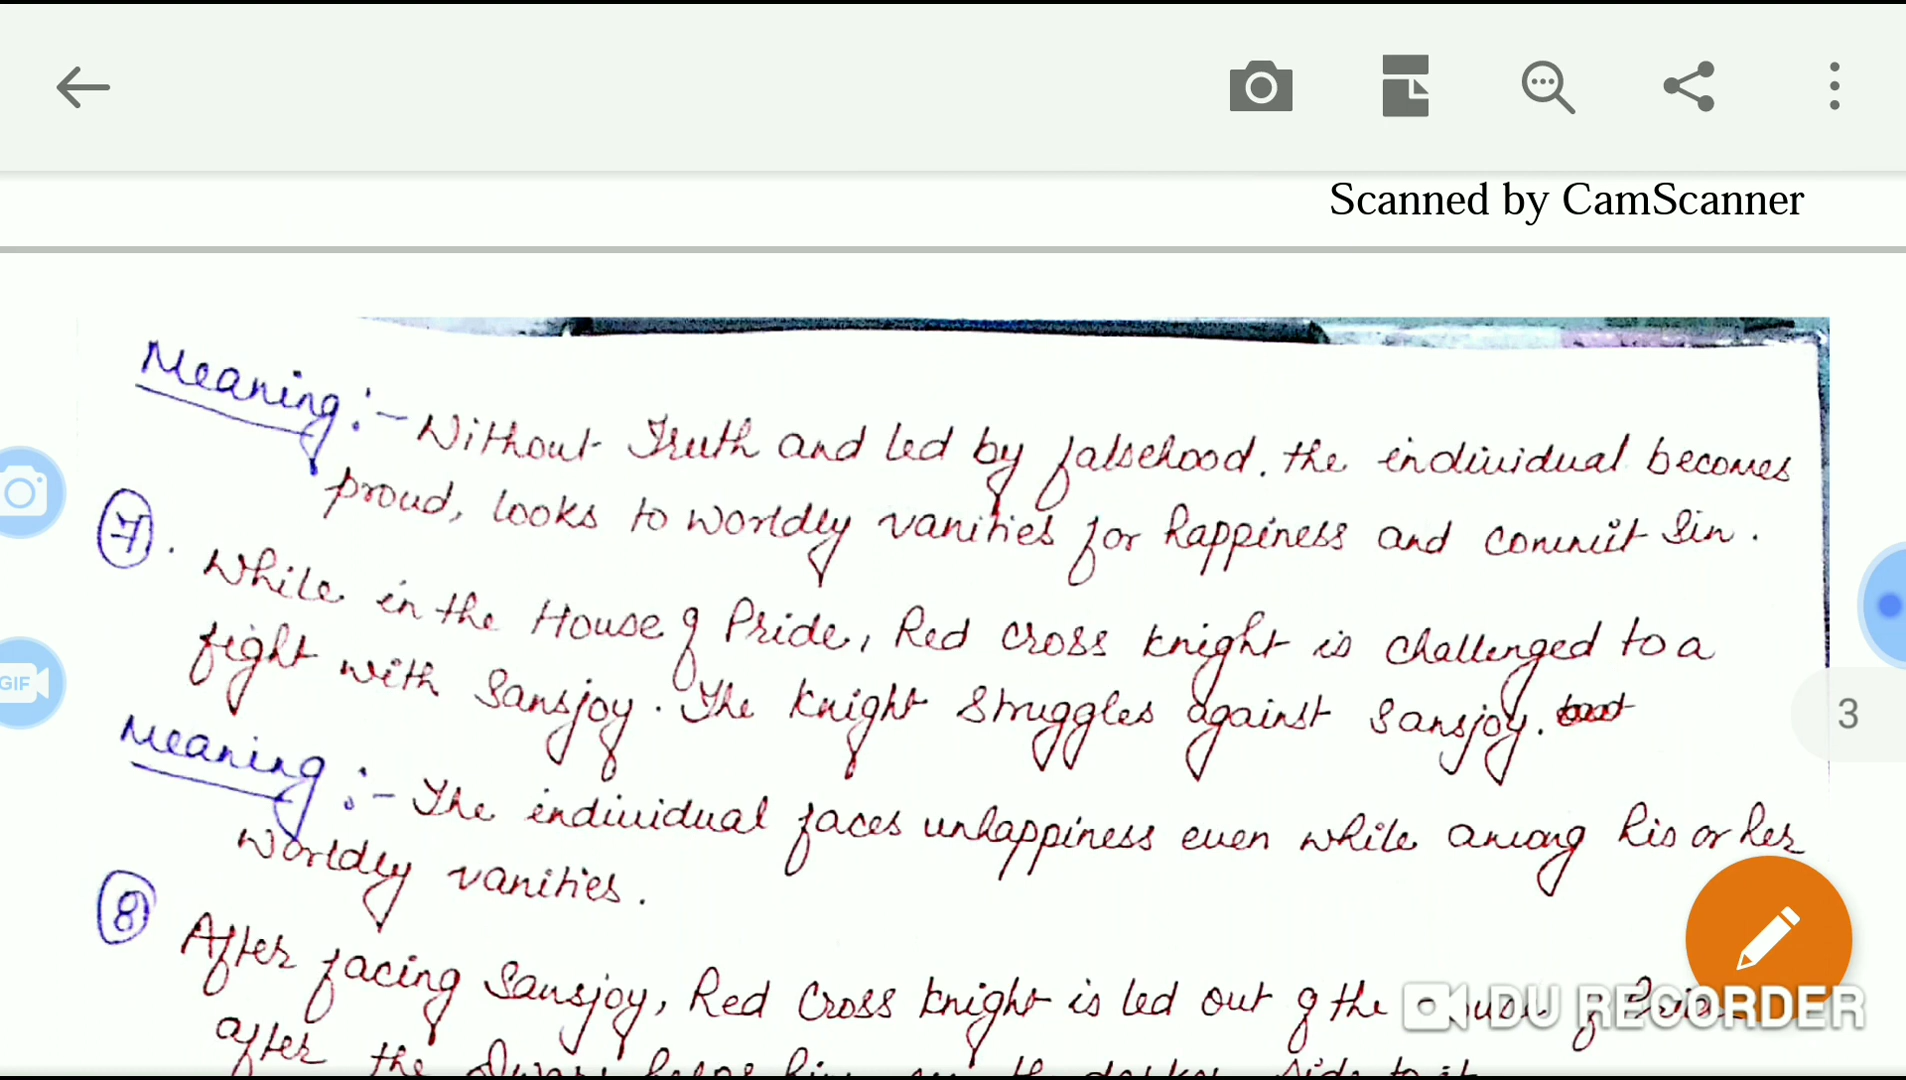 Scanned by CamScanner
Meaning :- Without Truth and led by falsehood. the individual becomes
proud, looks to worldly vanities for happiness and commit sin.
7. While in the House of Pride, Red cross knight is challenged to a
fight with Sansjoy. The knight struggles against Sansjoy.
Meaning :- The individual faces unhappiness even while among his or her
worldly vanities.
8 After facing Sansjoy, Red Cross knight is led out of the
after the
GIF
3
DU RECORDER